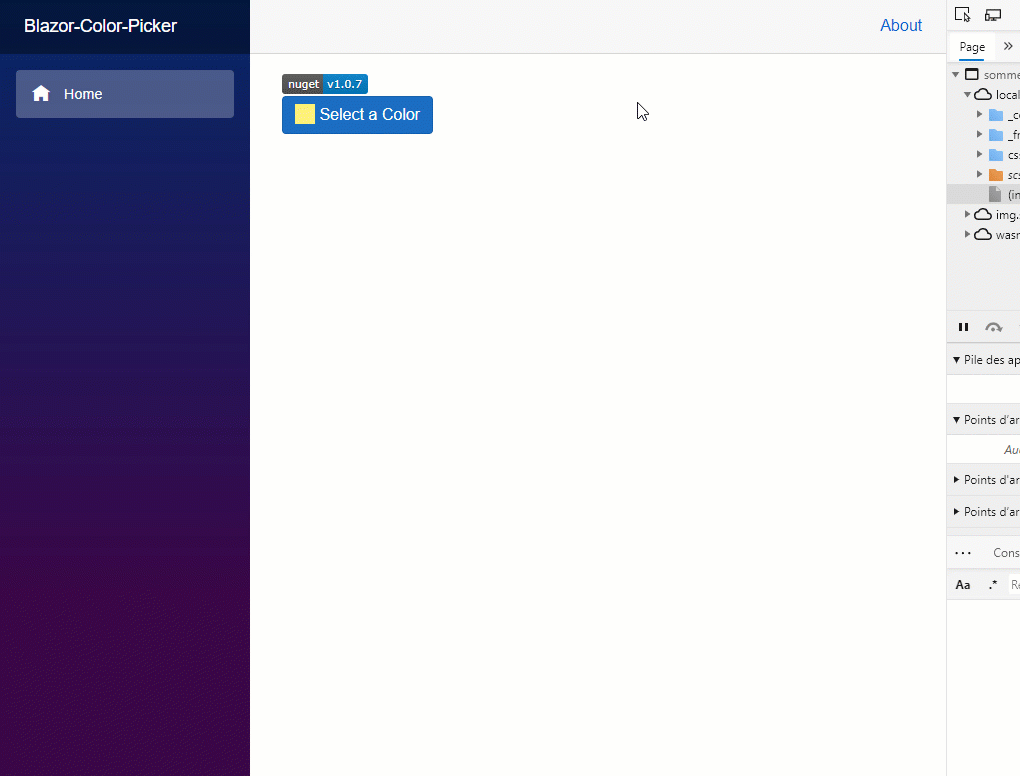 Blazor-Color-Picker
About
Home
nuget v1.0.7
Select a Color
Page
somme
local
_c
_fr
css
scs
(in
img.
wasm
Pile des ap
Points d'ar
Au
Points d'ar
Points d'ar
Cons
Aa .* Re